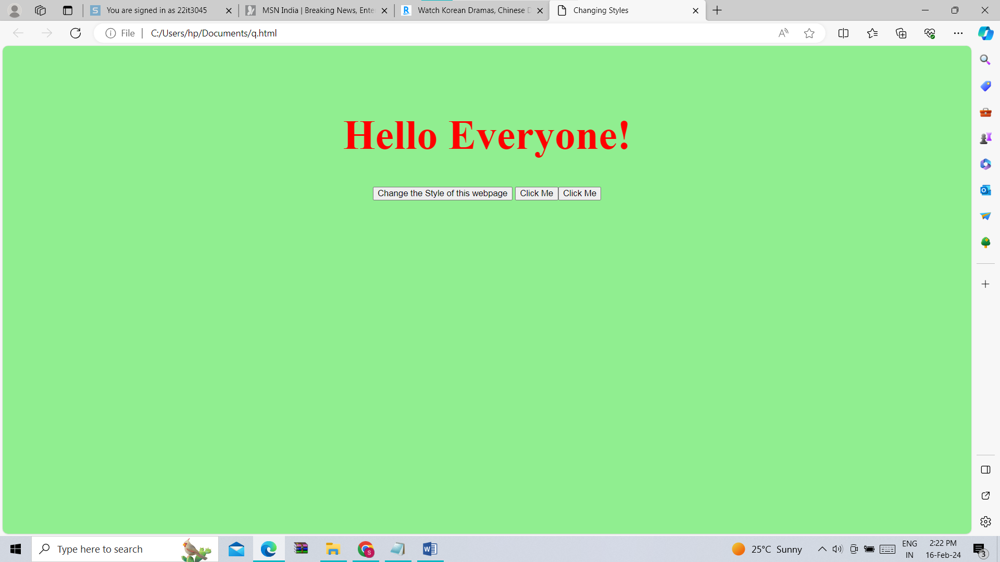 You are signed in as 22it3045
MSN India | Breaking News, Ente
Watch Korean Dramas, Chinese D
Changing Styles
File
C:/Users/hp/Documents/q.html
Hello Everyone!
Change the Style of this webpage Click Me Click Me
Type here to search
25°C Sunny
ENG
IN
2:22 PM
16-Feb-24
3